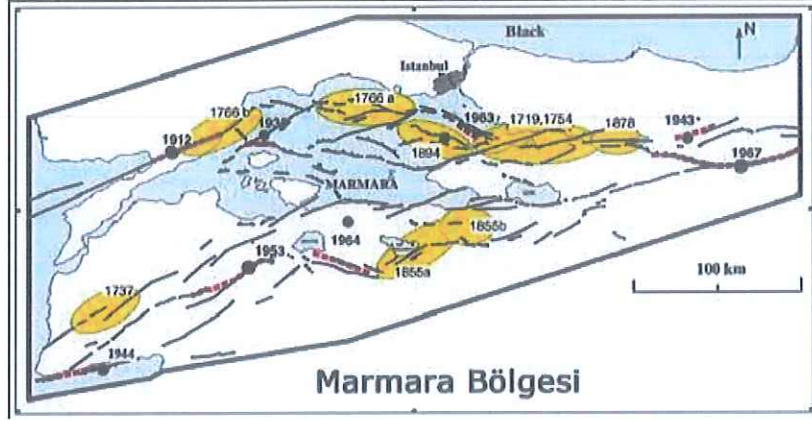 Black
N
Istanbul
1766 b
1766 a
1912
1963
1719,1754
1878
1943
1894
1967
MARMARA
1964
1855b
1953
1855a
1737
1944
100 km
Marmara Bölgesi